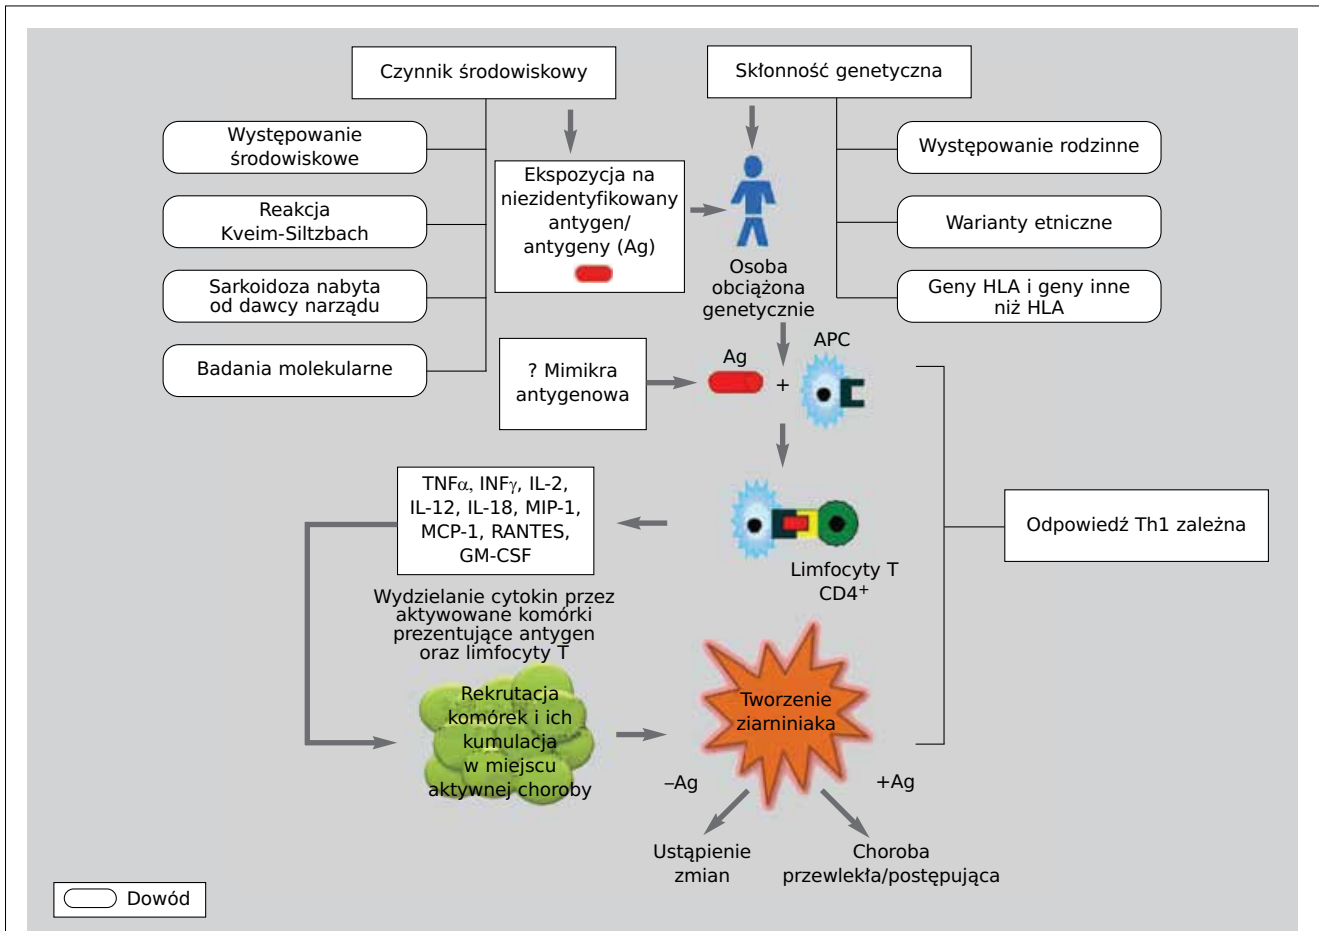 Czynnik środowiskowy
Skłonność genetyczna
Występowanie
środowiskowe
Reakcja
Kveim-Siltzbach
Sarkoidoza nabyta
od dawcy narządu
Badania molekularne
Ekspozycja na
niezidentyfikowany
antygen/
antygeny (Ag)
Osoba
obciążona
genetycznie
Występowanie rodzinne
Warianty etniczne
Geny HLA i geny inne
niż HLA
? Mimikra
antygenowa
Ag
+
APC
TNFα, INFγ, IL-2,
IL-12, IL-18, MIP-1,
MCP-1, RANTES,
GM-CSF
Limfocyty T
CD4+
Odpowiedź Th1 zależna
Wydzielanie cytokin przez
aktywowane komórki
prezentujące antygen
oraz limfocyty T
Rekrutacja
komórek i ich
kumulacja
w miejscu
aktywnej choroby
Tworzenie
ziarniniaka
–Ag
+Ag
Ustąpienie
zmian
Choroba
przewlekła/postępująca
Dowód